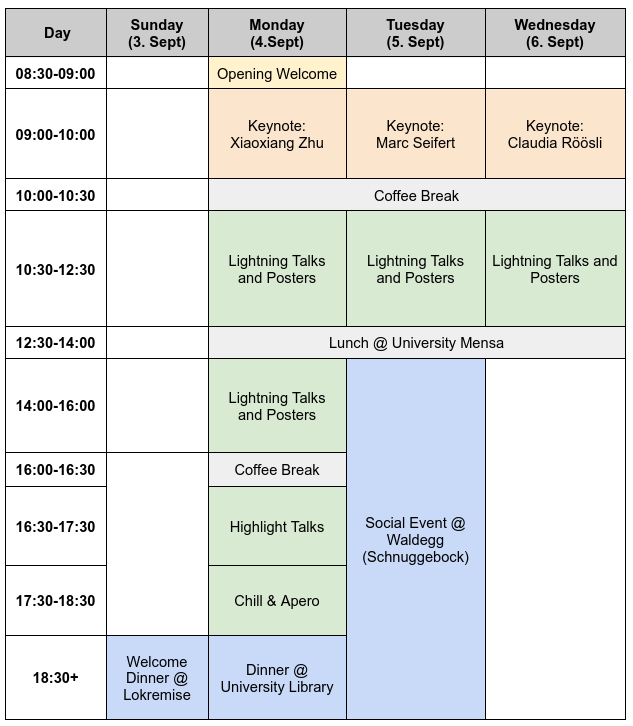 Day
Sunday
(3. Sept)
Monday
(4.Sept)
Tuesday
(5. Sept)
Wednesday
(6. Sept)
08:30-09:00
Opening Welcome
09:00-10:00
Keynote:
Xiaoxiang Zhu
Keynote:
Marc Seifert
Keynote:
Claudia Röösli
10:00-10:30
Coffee Break
10:30-12:30
Lightning Talks
and Posters
Lightning Talks
and Posters
Lightning Talks and
Posters
12:30-14:00
Lunch @ University Mensa
14:00-16:00
Lightning Talks
and Posters
16:00-16:30
Coffee Break
16:30-17:30
Highlight Talks
Social Event @
Waldegg
(Schnuggebock)
17:30-18:30
Chill & Apero
18:30+
Welcome
Dinner @
Lokremise
Dinner @
University Library